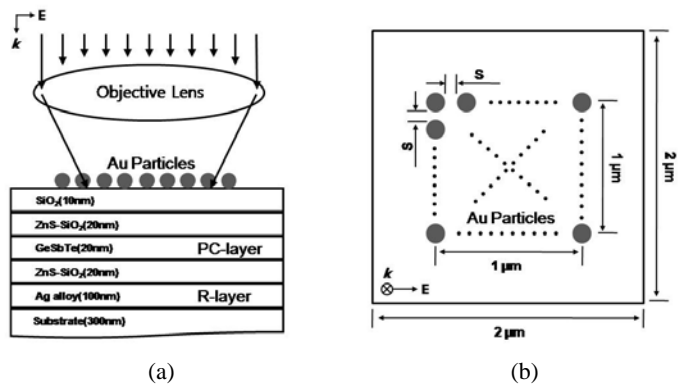 E
k
Objective Lens
Au Particles
SiO₂(10nm)
ZnS-SiO₂(20nm)
GeSbTe(20nm) PC-layer
ZnS-SiO₂(20nm)
Ag alloy(100nm) R-layer
Substrate(300nm)
(a)
S
S
1 μm
2 μm
Au Particles
1 μm
k
E
2 μm
(b)